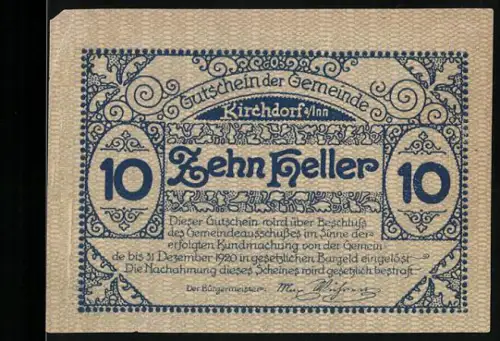 Gutschein der Gemeinde
Kirchdorf a/Inn
10 Zehn Heller 10
Dieser Gutschein wird über Beschluß
des Gemeindeausschußes im Sinne der
erfolgten Kundmachung von der Gemein-
de bis 31 Dezember 1920 in gesetzlichen Bargeld eingelöst
Die Nachahmung dieses Scheines wird gesetzlich bestraft
Der Bürgermeister: